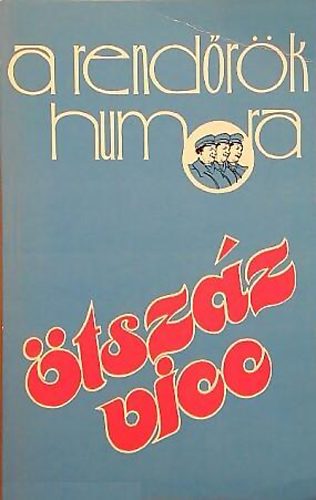 a rendőrök
humora
ötszáz
vicc